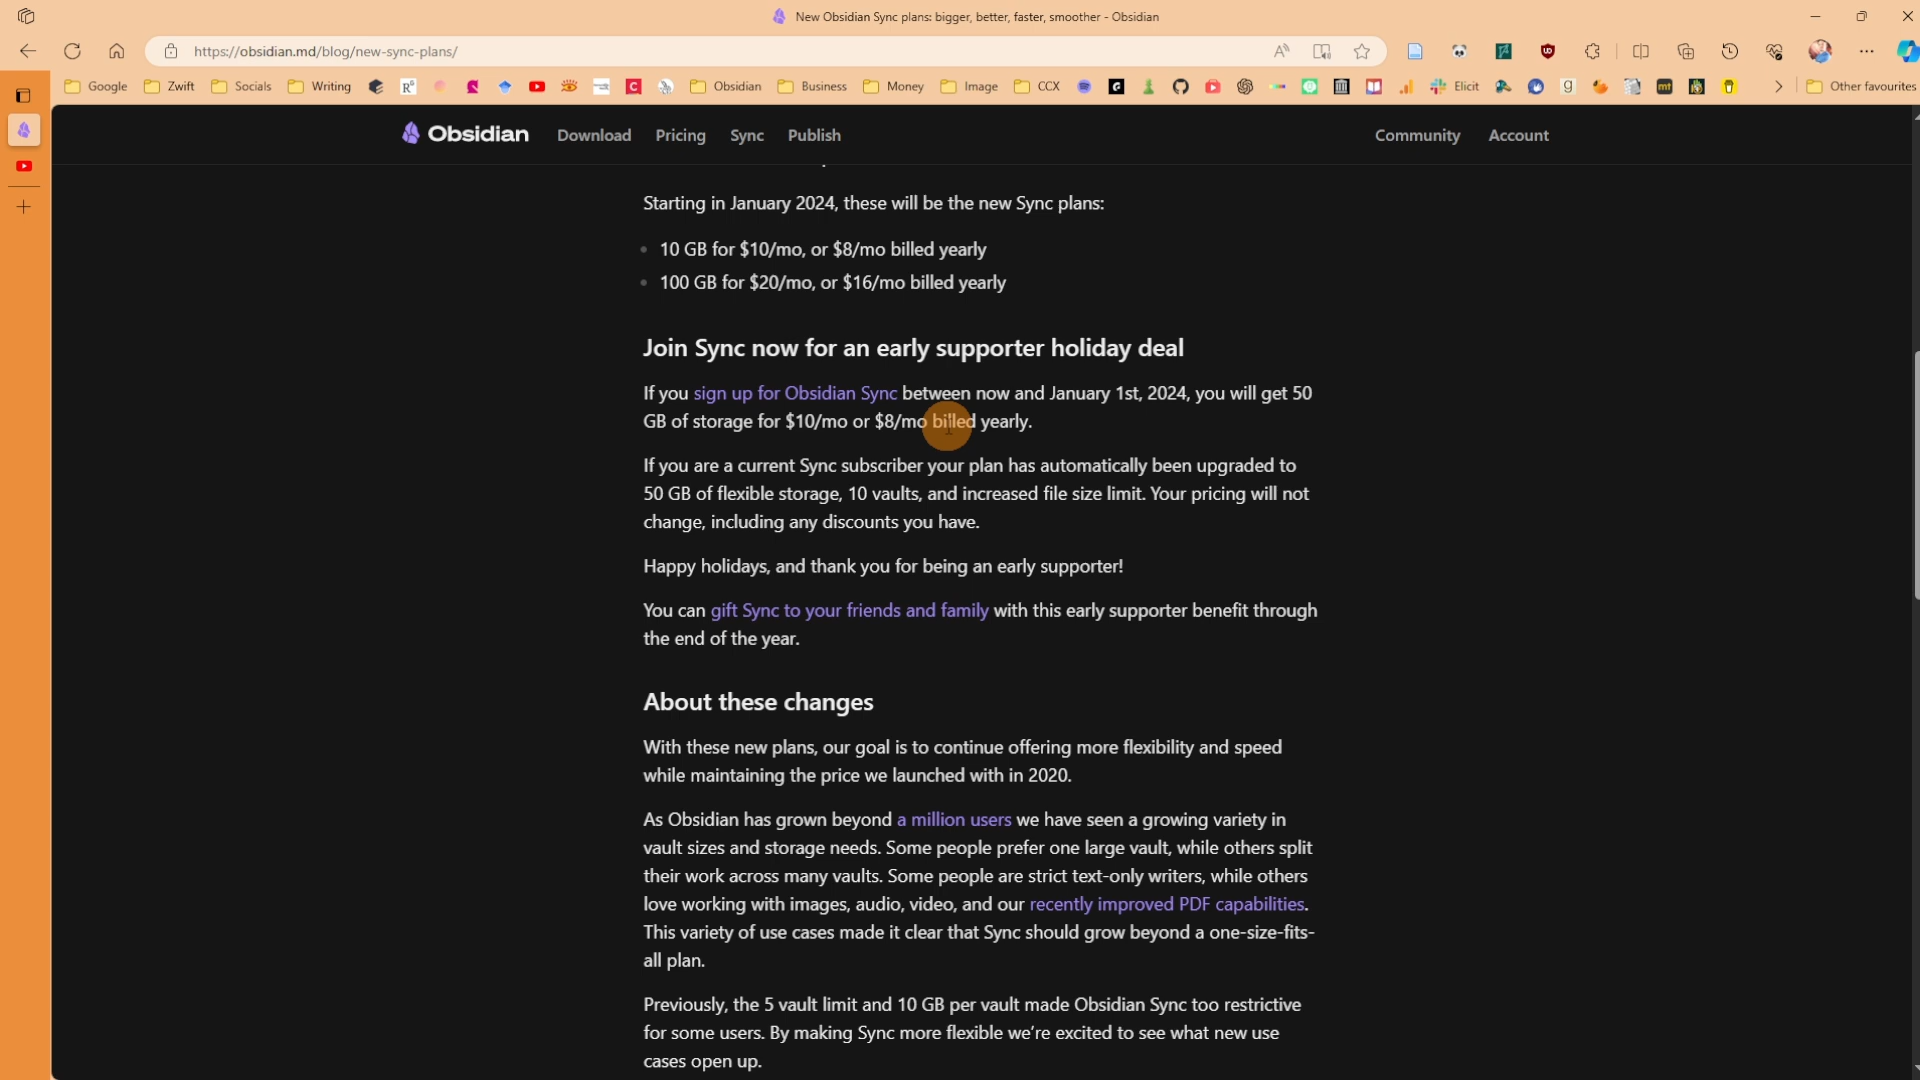 New Obsidian Sync plans: bigger, better, faster, smoother - Obsidian
https://obsidian.md/blog/new-sync-plans/
Google Zwift Socials Writing Obsidian Business Money Image CCX Elicit Other favourites
Obsidian Download Pricing Sync Publish Community Account
Starting in January 2024, these will be the new Sync plans:
• 10 GB for $10/mo, or $8/mo billed yearly
• 100 GB for $20/mo, or $16/mo billed yearly
Join Sync now for an early supporter holiday deal
If you sign up for Obsidian Sync between now and January 1st, 2024, you will get 50
GB of storage for $10/mo or $8/mo billed yearly.
If you are a current Sync subscriber your plan has automatically been upgraded to
50 GB of flexible storage, 10 vaults, and increased file size limit. Your pricing will not
change, including any discounts you have.
Happy holidays, and thank you for being an early supporter!
You can gift Sync to your friends and family with this early supporter benefit through
the end of the year.
About these changes
With these new plans, our goal is to continue offering more flexibility and speed
while maintaining the price we launched with in 2020.
As Obsidian has grown beyond a million users we have seen a growing variety in
vault sizes and storage needs. Some people prefer one large vault, while others split
their work across many vaults. Some people are strict text-only writers, while others
love working with images, audio, video, and our recently improved PDF capabilities.
This variety of use cases made it clear that Sync should grow beyond a one-size-fits-
all plan.
Previously, the 5 vault limit and 10 GB per vault made Obsidian Sync too restrictive
for some users. By making Sync more flexible we're excited to see what new use
cases open up.